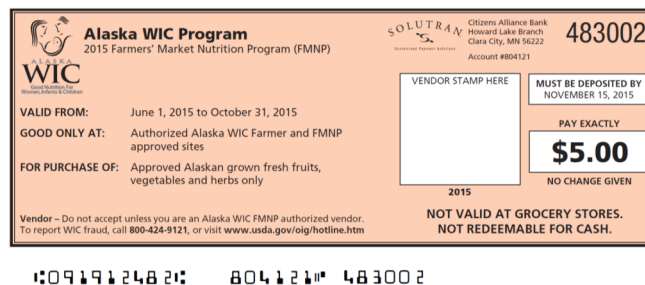 Alaska WIC Program
2015 Farmers' Market Nutrition Program (FMNP)
ALASKA
WIC
Good Nutrition For
Women, Infants & Children
SOLUTRAN
Citizens Alliance Bank
Howard Lake Branch
Clara City, MN 56222
Account #804121
483002
VALID FROM: June 1, 2015 to October 31, 2015
GOOD ONLY AT: Authorized Alaska WIC Farmer and FMNP
approved sites
FOR PURCHASE OF: Approved Alaskan grown fresh fruits,
vegetables and herbs only
VENDOR STAMP HERE
2015
MUST BE DEPOSITED BY
NOVEMBER 15, 2015
PAY EXACTLY
$5.00
NO CHANGE GIVEN
Vendor – Do not accept unless you are an Alaska WIC FMNP authorized vendor.
To report WIC fraud, call 800-424-9121, or visit www.usda.gov/oig/hotline.htm
NOT VALID AT GROCERY STORES.
NOT REDEEMABLE FOR CASH.
⑆091912482⑆ 804121⑈ 483002